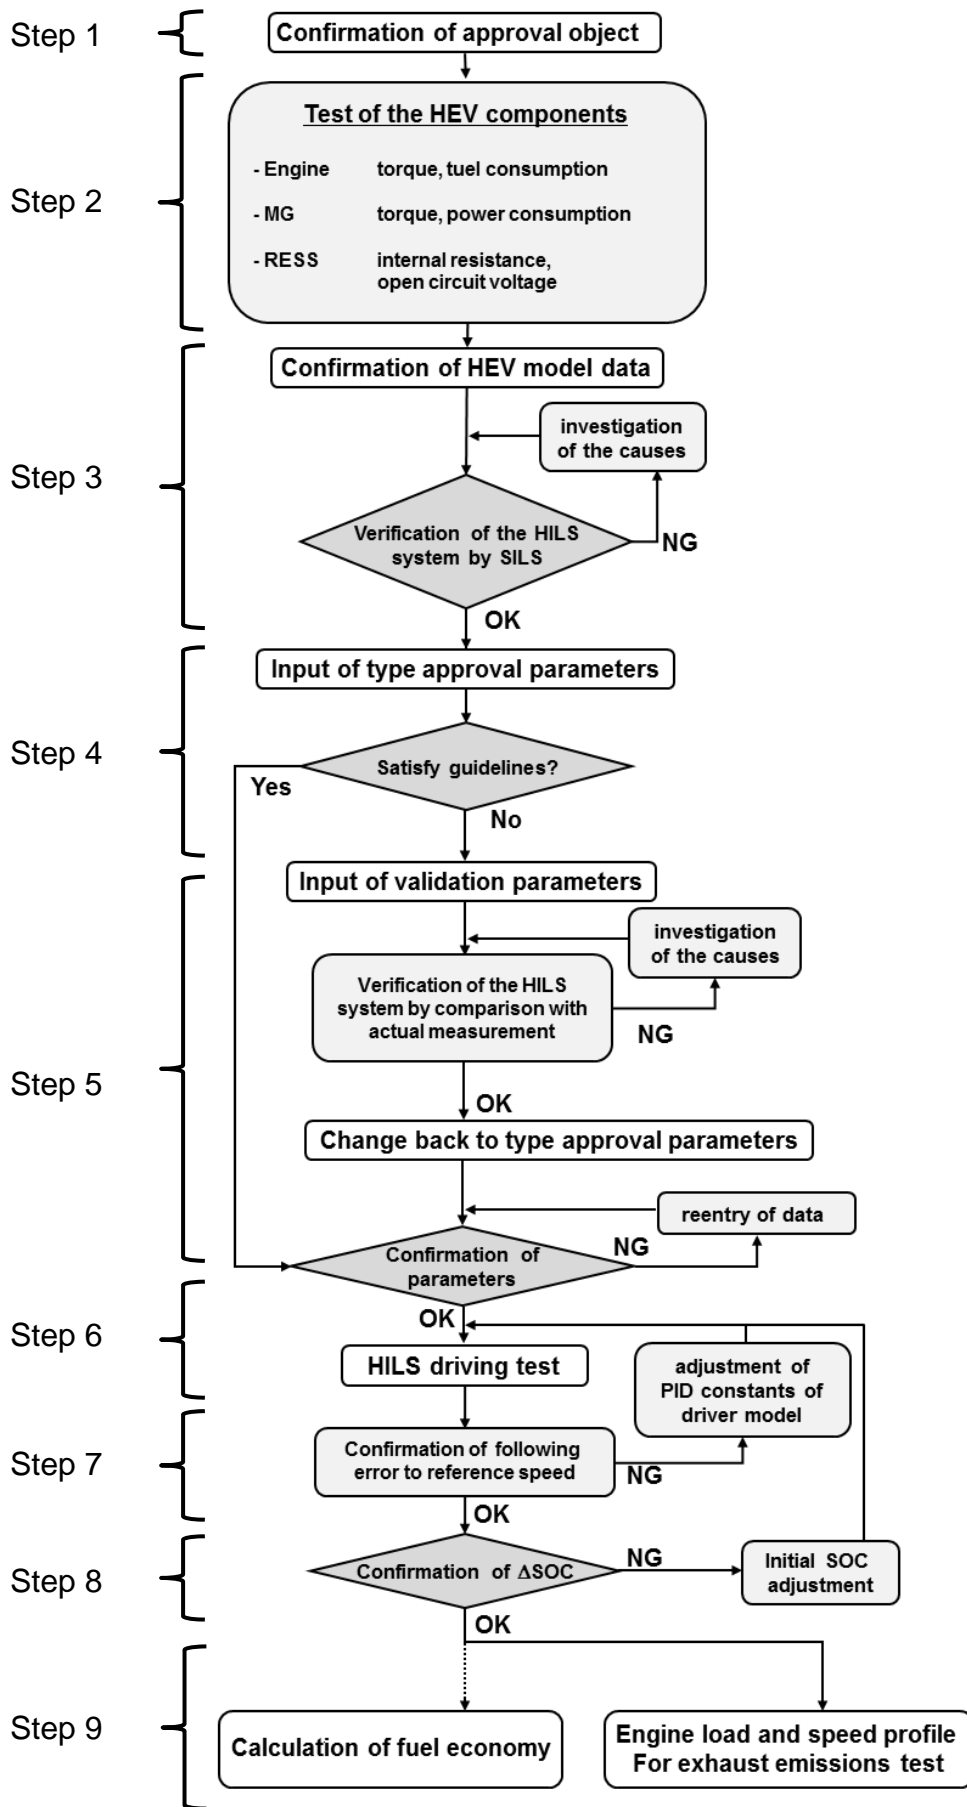 Step 1
Confirmation of approval object
Step 2
Test of the HEV components
- Engine torque, tuel consumption
- MG torque, power consumption
- RESS internal resistance,
open circuit voltage
Step 3
Confirmation of HEV model data
investigation
of the causes
Verification of the HILS
system by SILS
NG
OK
Step 4
Input of type approval parameters
Satisfy guidelines?
Yes
No
Step 5
Input of validation parameters
investigation
of the causes
Verification of the HILS
system by comparison with
actual measurement
NG
OK
Change back to type approval parameters
reentry of data
Confirmation of
parameters
NG
OK
Step 6
HILS driving test
adjustment of
PID constants of
driver model
Step 7
Confirmation of following
error to reference speed
NG
OK
Step 8
Confirmation of ΔSOC
NG
Initial SOC
adjustment
OK
Step 9
Calculation of fuel economy
Engine load and speed profile
For exhaust emissions test